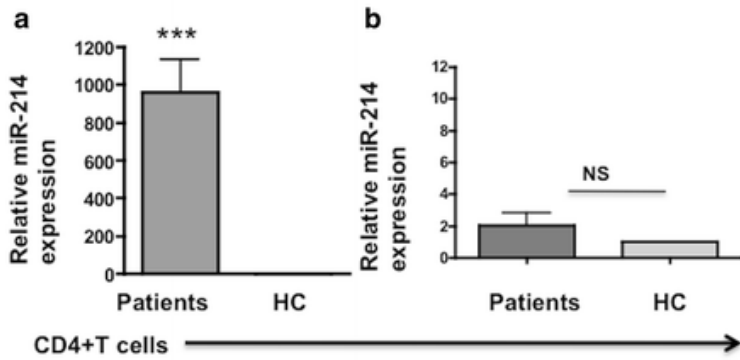 a
***
1200
1000
800
600
400
200
0
Relative miR-214
expression
Patients
HC
b
12
10
8
6
4
2
0
Relative miR-214
expression
NS
Patients
HC
CD4+T cells